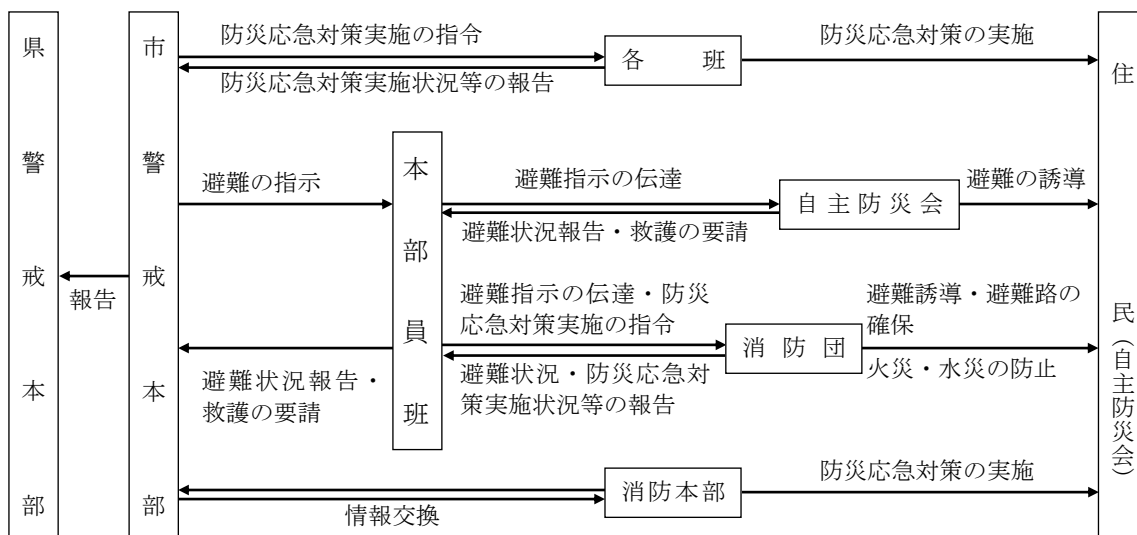 県警戒本部
市警戒本部
防災応急対策実施の指令
防災応急対策実施状況等の報告
各班
防災応急対策の実施
避難の指示
本部員班
避難指示の伝達
避難状況報告・救護の要請
自主防災会
避難の誘導
報告
避難指示の伝達・防災
応急対策実施の指令
避難状況・防災応急対
策実施状況等の報告
消防団
避難誘導・避難路の
確保
火災・水災の防止
避難状況報告・
救護の要請
情報交換
消防本部
防災応急対策の実施
住民(自主防災会)